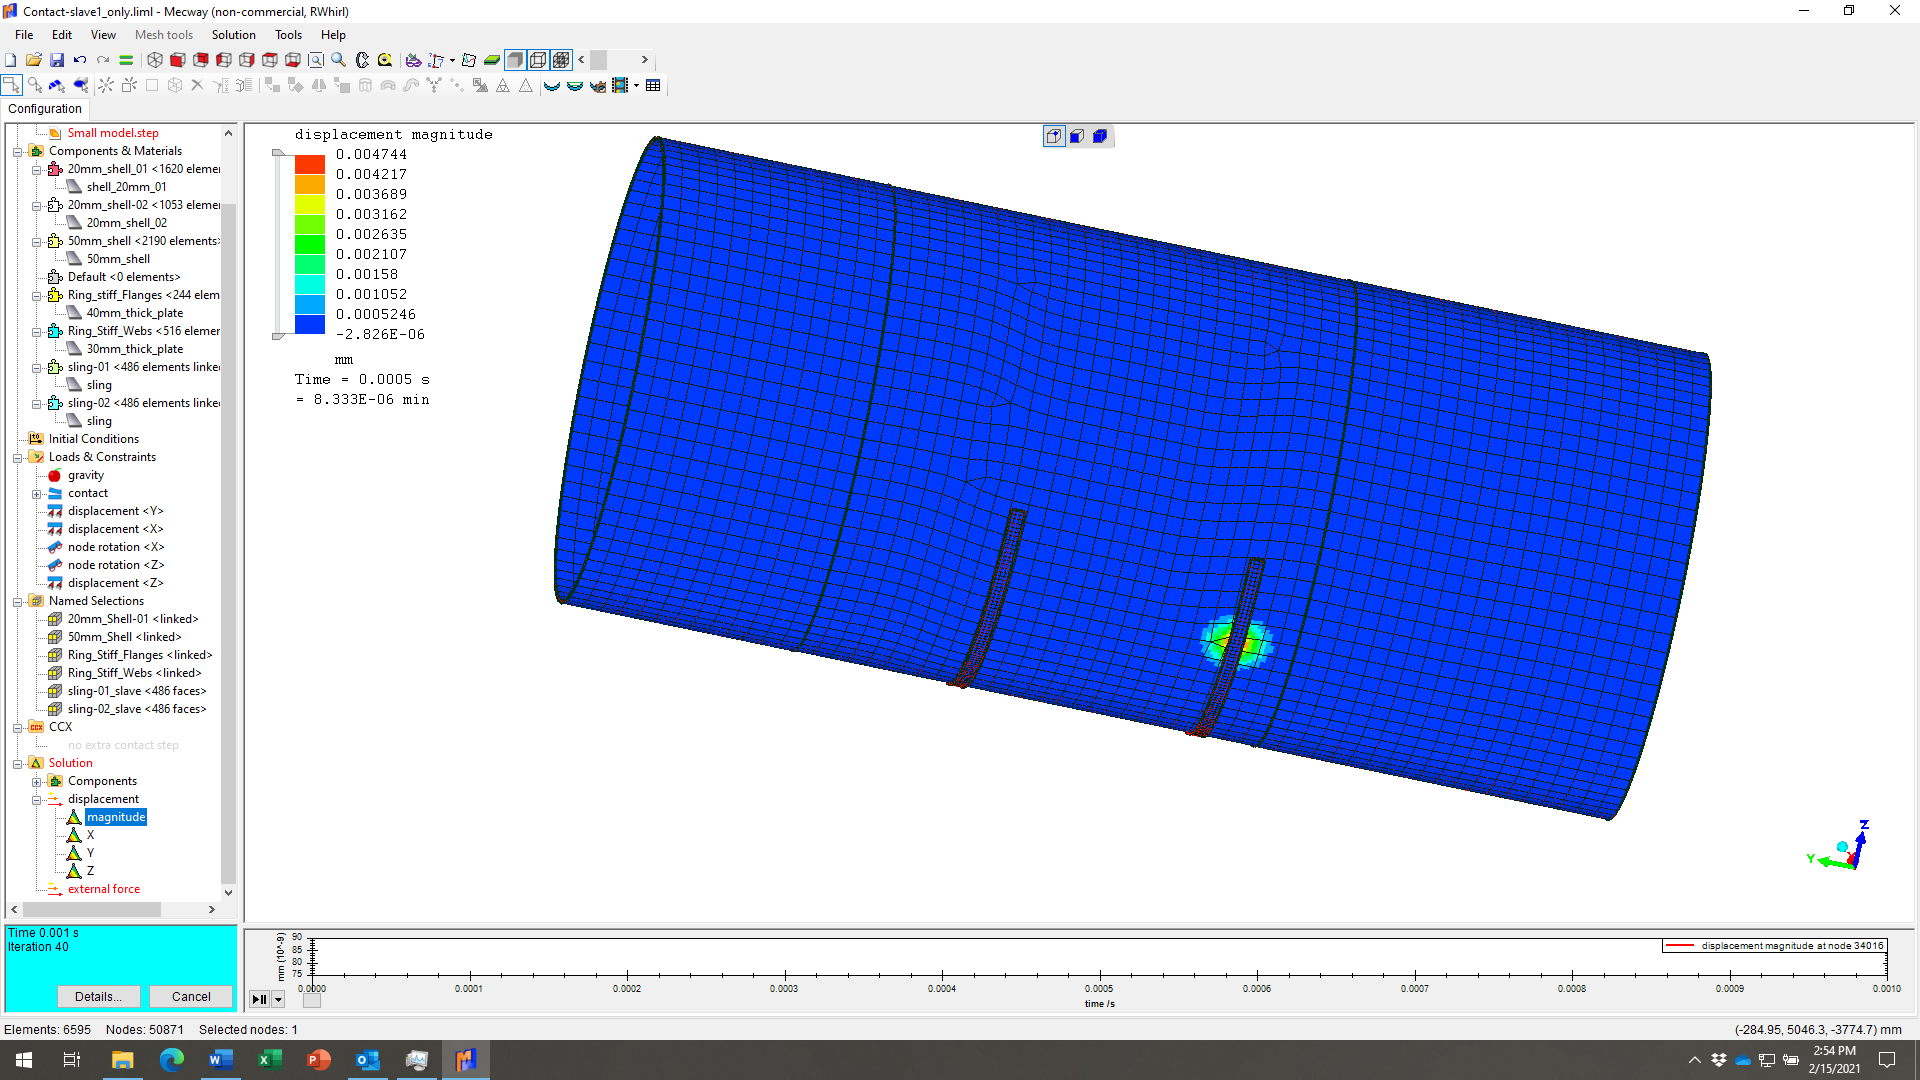 Contact-slave1_only.liml - Mecway (non-commercial, RWhirl)
File Edit View Mesh tools Solution Tools Help
Configuration
Small model.step
Components & Materials
20mm_shell_01 <1620 elemer
shell_20mm_01
20mm_shell-02 <1053 elemer
20mm_shell_02
50mm_shell <2190 elements>
50mm_shell
Default <0 elements>
Ring_stiff_Flanges <244 elem
40mm_thick_plate
Ring_Stiff_Webs <516 elemer
30mm_thick_plate
sling-01 <486 elements linked
sling
sling-02 <486 elements linked
sling
Initial Conditions
Loads & Constraints
gravity
contact
displacement <Y>
displacement <X>
node rotation <X>
node rotation <Z>
displacement <Z>
Named Selections
20mm_Shell-01 <linked>
50mm_Shell <linked>
Ring_Stiff_Flanges <linked>
Ring_Stiff_Webs <linked>
sling-01_slave <486 faces>
sling-02_slave <486 faces>
CCX
no extra contact step
Solution
Components
displacement
magnitude
X
Y
Z
external force
Time 0.001 s
Iteration 40
Details... Cancel
displacement magnitude
0.004744
0.004217
0.003689
0.003162
0.002635
0.002107
0.00158
0.001052
0.0005246
-2.826E-06
mm
Time = 0.0005 s
= 8.333E-06 min
Z
Y
X
mm (10^-9)
90
85
80
75
displacement magnitude at node 34016
0.0000 0.0001 0.0002 0.0003 0.0004 0.0005 0.0006 0.0007 0.0008 0.0009 0.0010
time /s
Elements: 6595 Nodes: 50871 Selected nodes: 1 (-284.95, 5046.3, -3774.7) mm
2:54 PM
2/15/2021